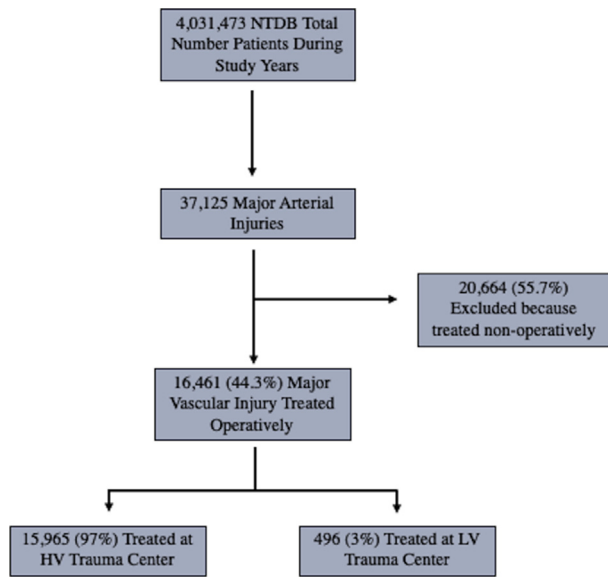 4,031,473 NTDB Total
Number Patients During
Study Years
37,125 Major Arterial
Injuries
20,664 (55.7%)
Excluded because
treated non-operatively
16,461 (44.3%) Major
Vascular Injury Treated
Operatively
15,965 (97%) Treated at
HV Trauma Center
496 (3%) Treated at LV
Trauma Center